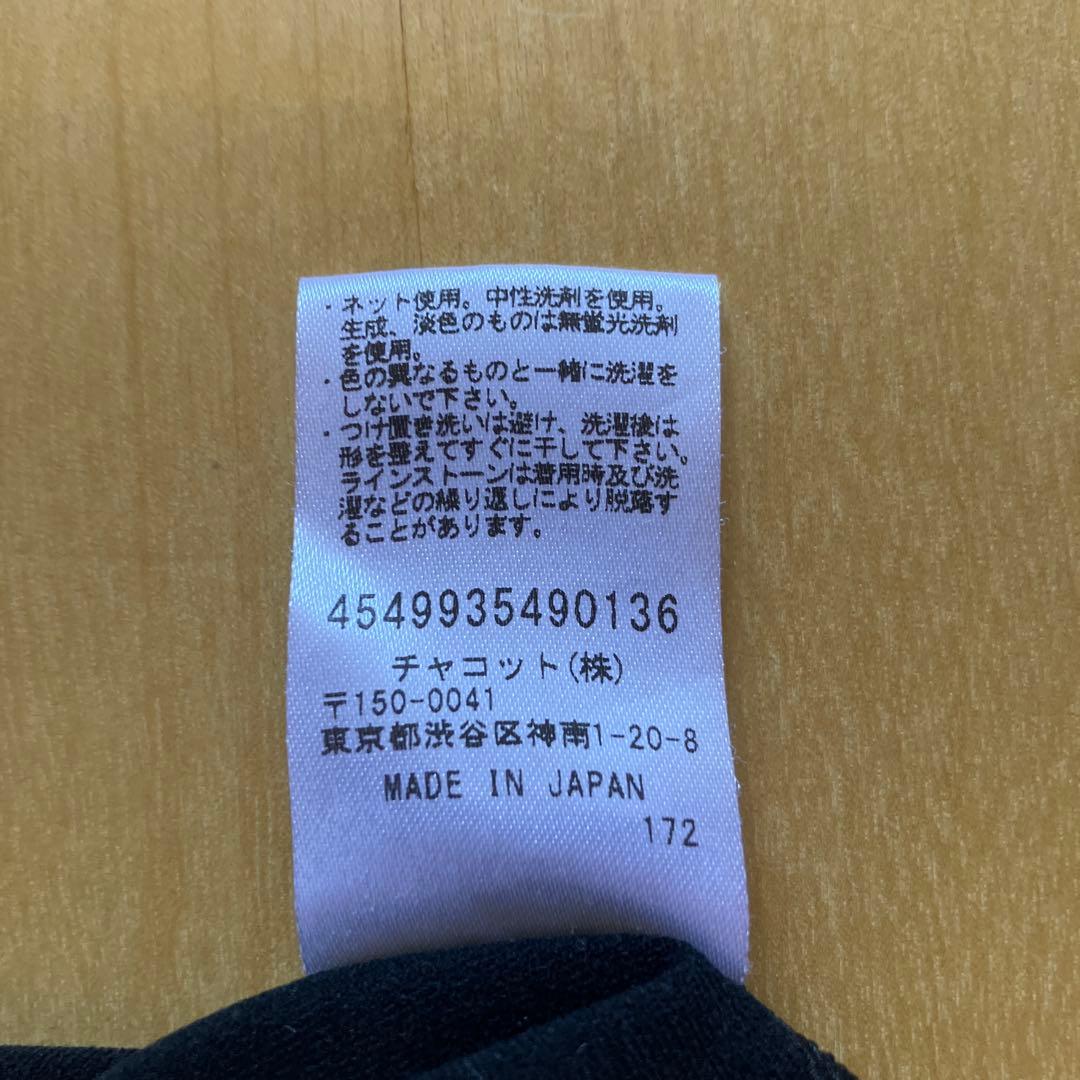 ・ネット使用。中性洗剤を使用。
生成、淡色のものは無蛍光洗剤
を使用。
・色の異なるものと一緒に洗濯を
しないで下さい。
・つけ置き洗いは避け、洗濯後は
形を整えてすぐに干して下さい。
ラインストーンは着用時及び洗
濯などの繰り返しにより脱落す
ることがあります。
4549935490136
チャコット(株)
〒150-0041
東京都渋谷区神南1-20-8
MADE IN JAPAN
172